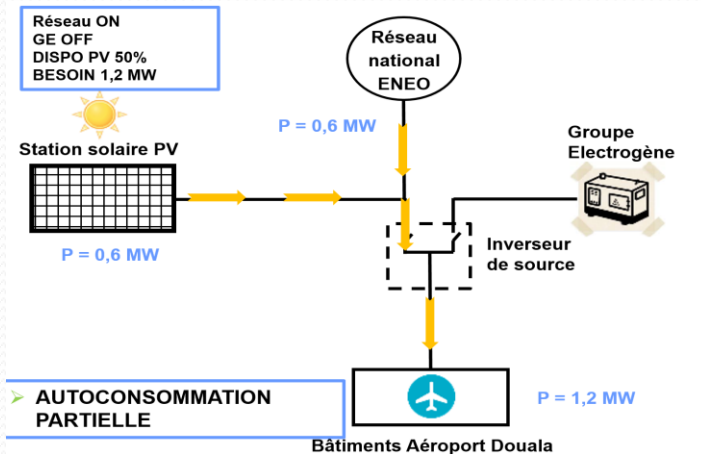 Réseau ON
GE OFF
DISPO PV 50%
BESOIN 1,2 MW
Réseau
national
ENEO
P = 0,6 MW
Station solaire PV
Groupe
Electrogène
P = 0,6 MW
Inverseur
de source
➢ AUTOCONSOMMATION
PARTIELLE
P = 1,2 MW
Bâtiments Aéroport Douala